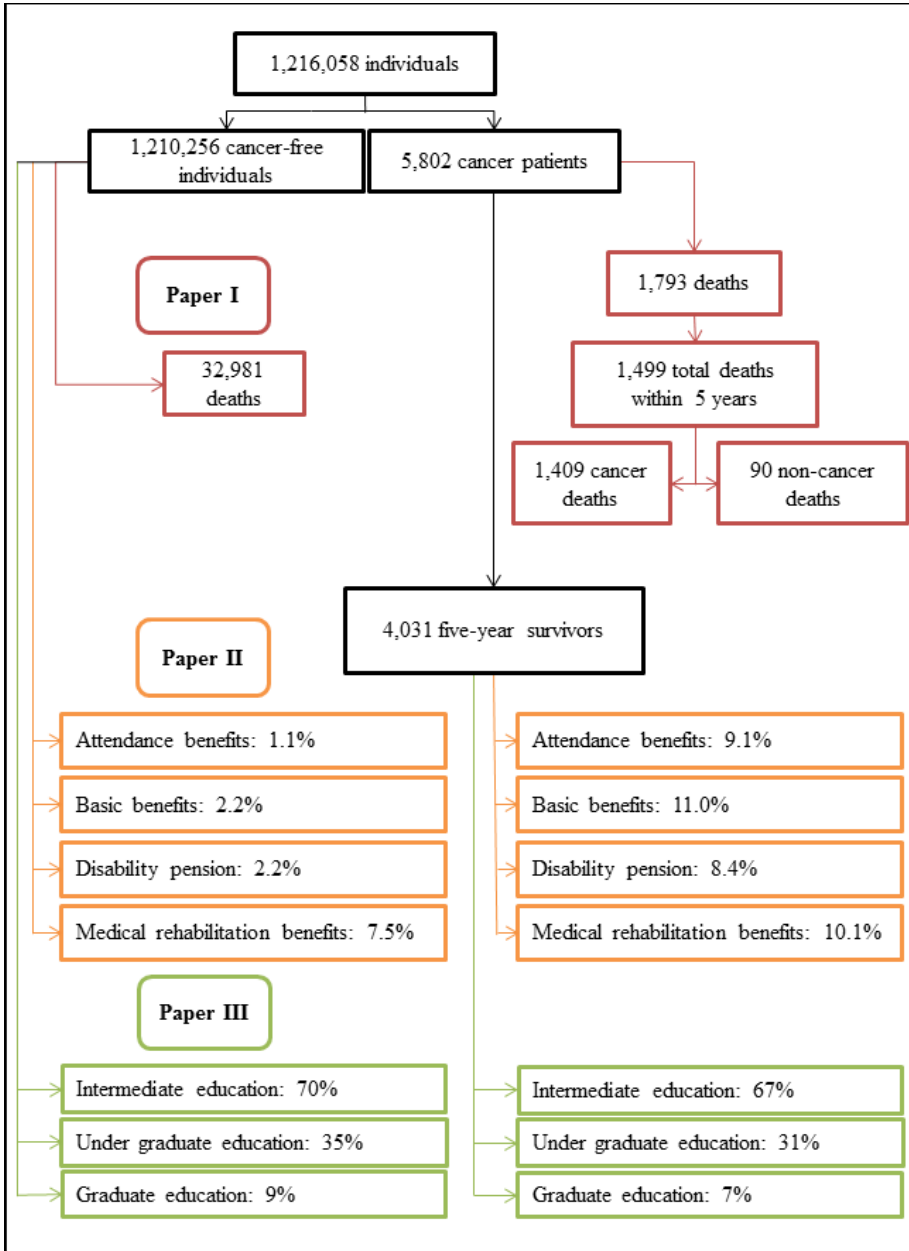 1,216,058 individuals
1,210,256 cancer-free
individuals
5,802 cancer patients
Paper I
1,793 deaths
32,981
deaths
1,499 total deaths
within 5 years
1,409 cancer
deaths
90 non-cancer
deaths
4,031 five-year survivors
Paper II
Attendance benefits: 1.1%
Basic benefits: 2.2%
Disability pension: 2.2%
Medical rehabilitation benefits: 7.5%
Attendance benefits: 9.1%
Basic benefits: 11.0%
Disability pension: 8.4%
Medical rehabilitation benefits: 10.1%
Paper III
Intermediate education: 70%
Under graduate education: 35%
Graduate education: 9%
Intermediate education: 67%
Under graduate education: 31%
Graduate education: 7%